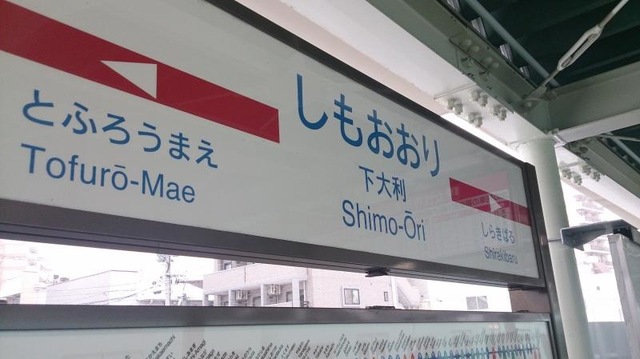 とふろうまえ
Tofurō-Mae
しもおおり
下大利
Shimo-Ōri
しらきばる
Shirakibaru